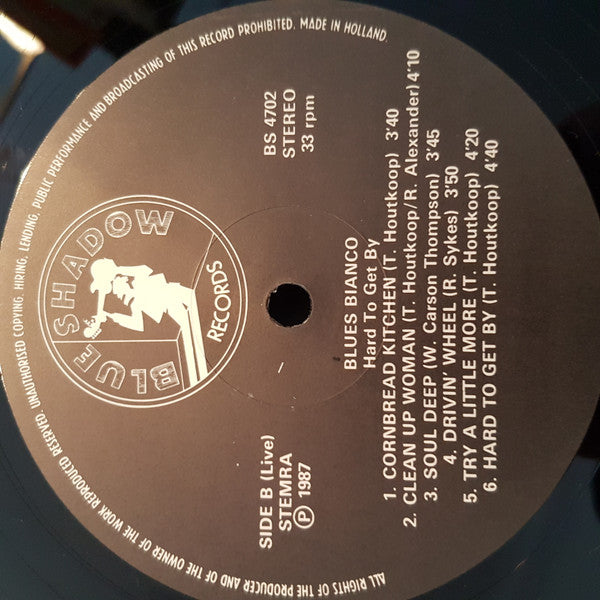 ALL RIGHTS OF THE PRODUCER AND OF THE OWNER OF THE WORK REPRODUCED RESERVED. UNAUTHORISED COPYING, HIRING, LENDING, PUBLIC PERFORMANCE AND BROADCASTING OF THIS RECORD PROHIBITED. MADE IN HOLLAND.
BLUE SHADOW
RECORDS
SIDE B (Live)
STEMRA
Ⓟ 1987
BS 4702
STEREO
33 rpm
BLUES BIANCO
Hard To Get By
1. CORNBREAD KITCHEN (T. Houtkoop) 3'40
2. CLEAN UP WOMAN (T. Houtkoop/R. Alexander) 4'10
3. SOUL DEEP (W. Carson Thompson) 3'45
4. DRIVIN' WHEEL (R. Sykes) 3'50
5. TRY A LITTLE MORE (T. Houtkoop) 4'20
6. HARD TO GET BY (T. Houtkoop) 4'40